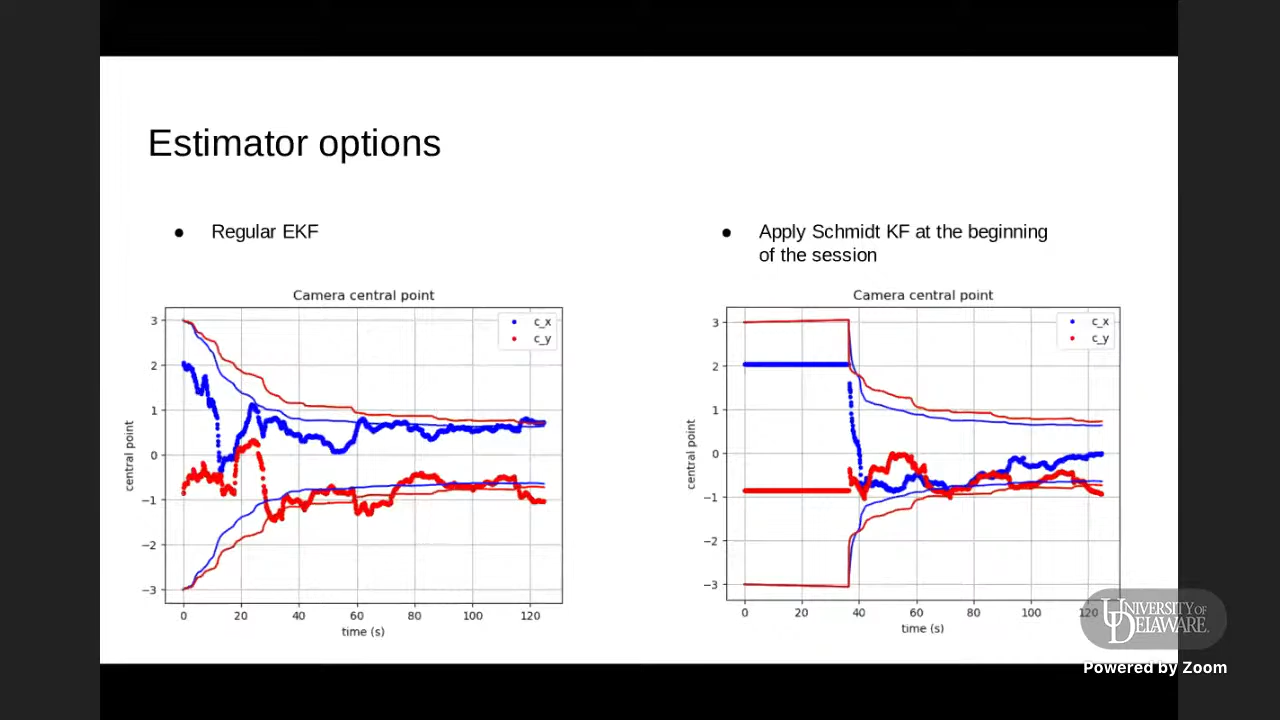 Estimator options
● Regular EKF
● Apply Schmidt KF at the beginning
of the session
Camera central point
c_x
c_y
3
2
1
0
−1
−2
−3
central point
0 20 40 60 80 100 120
time (s)
Camera central point
c_x
c_y
3
2
1
0
−1
−2
−3
central point
0 20 40 60 80 100 120
time (s)
UNIVERSITY OF
DELAWARE.
Powered by Zoom